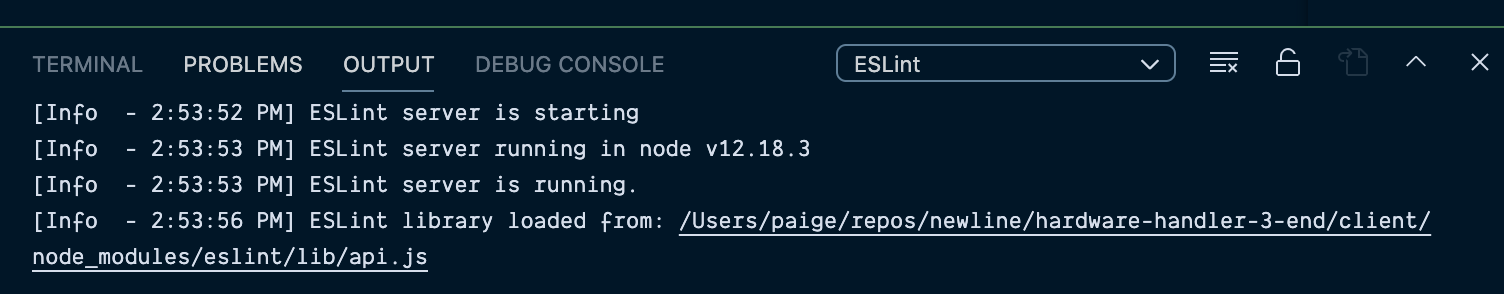 TERMINAL PROBLEMS OUTPUT DEBUG CONSOLE ESLint
[Info  - 2:53:52 PM] ESLint server is starting
[Info  - 2:53:53 PM] ESLint server running in node v12.18.3
[Info  - 2:53:53 PM] ESLint server is running.
[Info  - 2:53:56 PM] ESLint library loaded from: /Users/paige/repos/newline/hardware-handler-3-end/client/
node_modules/eslint/lib/api.js